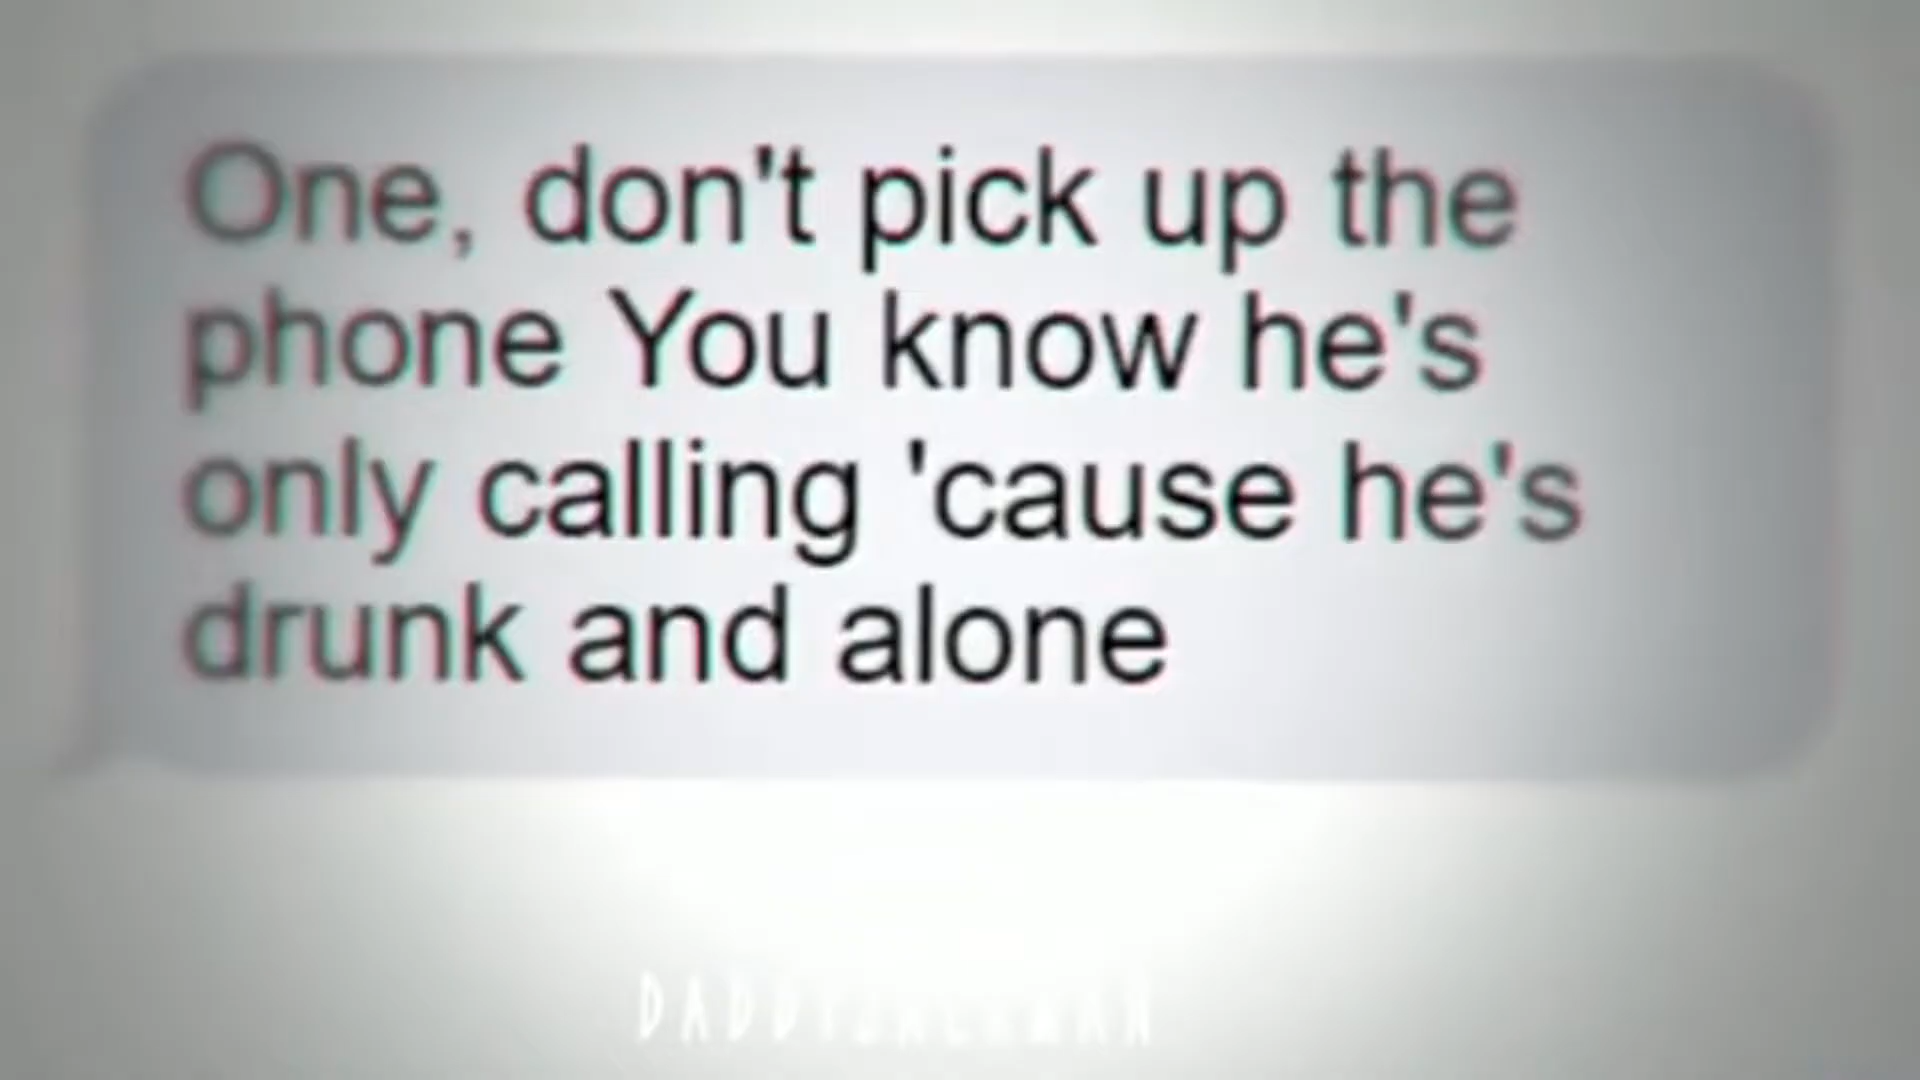 One, don't pick up the
phone You know he's
only calling 'cause he's
drunk and alone